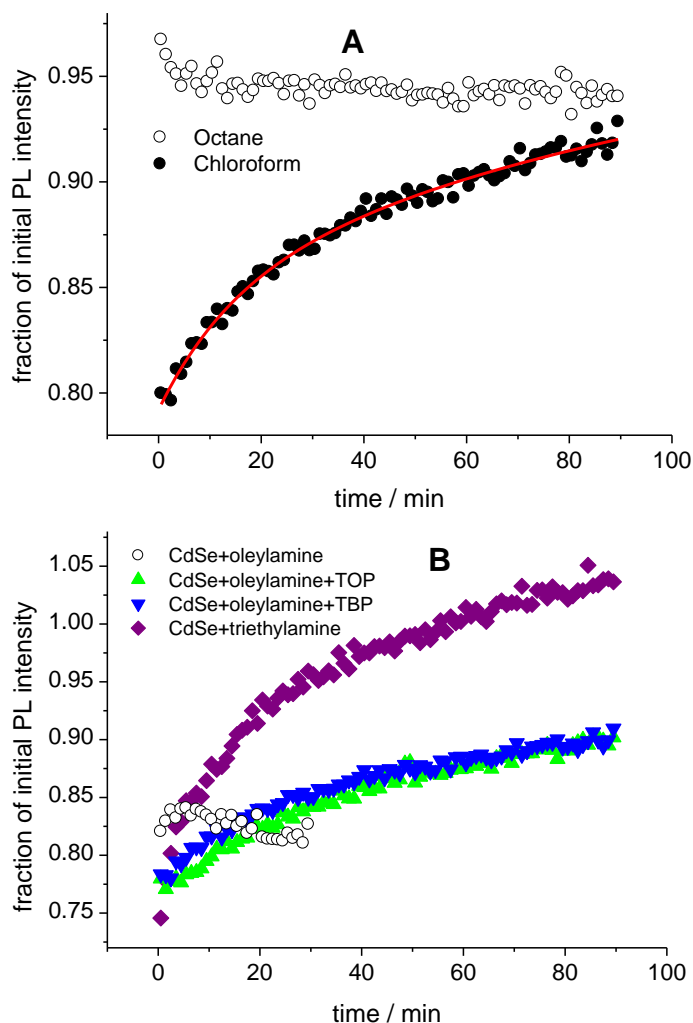 A
0.95
0.90
0.85
0.80
fraction of initial PL intensity
Octane
Chloroform
0 20 40 60 80 100
time / min
B
CdSe+oleylamine
CdSe+oleylamine+TOP
CdSe+oleylamine+TBP
CdSe+triethylamine
1.05
1.00
0.95
0.90
0.85
0.80
0.75
fraction of initial PL intensity
0 20 40 60 80 100
time / min